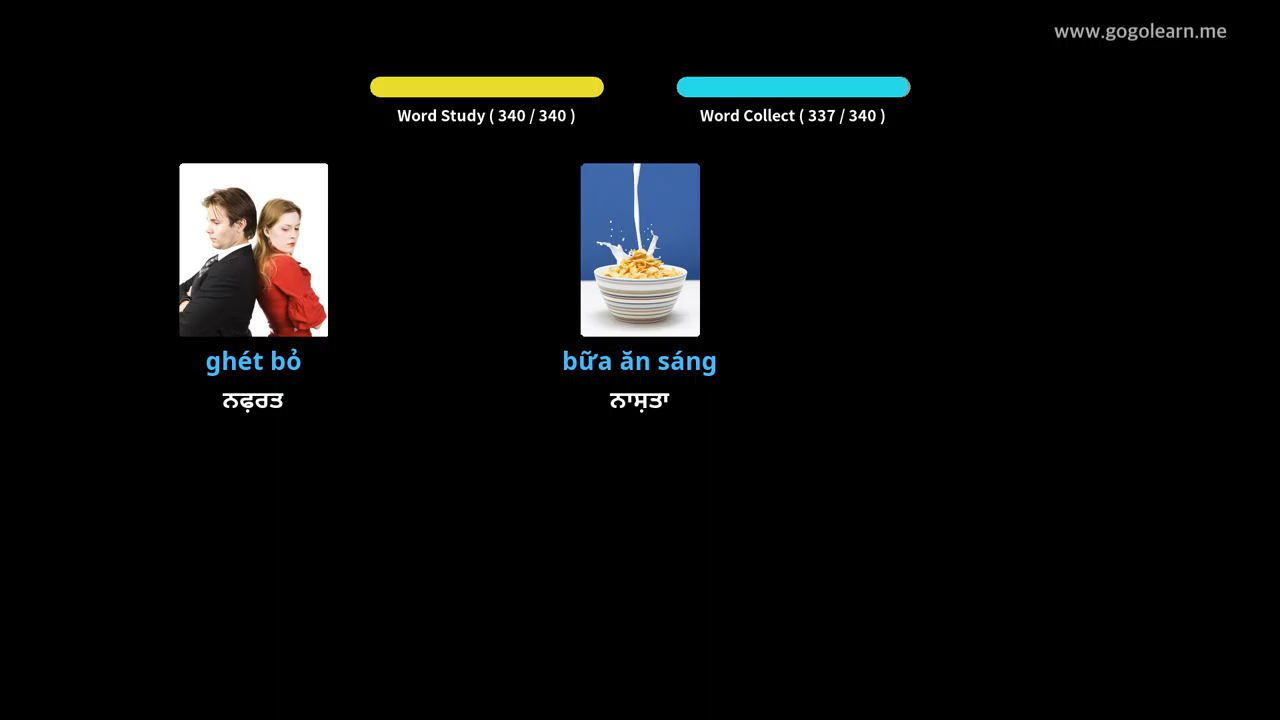 www.gogolearn.me
Word Study ( 340 / 340 )
Word Collect ( 337 / 340 )
ghét bỏ
bữa ăn sáng
ਨਫ਼ਰਤ
ਨਾਸ਼ਤਾ